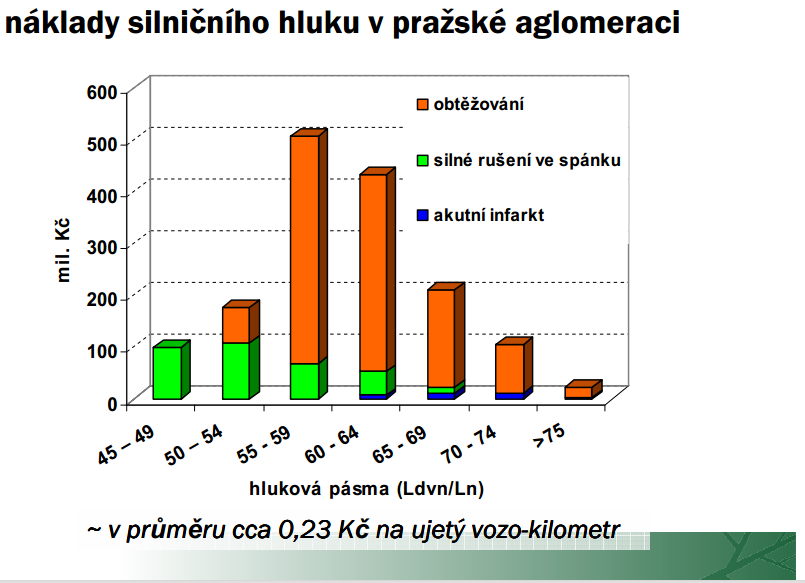 náklady silničního hluku v pražské aglomeraci
600
500
400
300
200
100
0
mil. Kč
obtěžování
silné rušení ve spánku
akutní infarkt
45 – 49
50 – 54
55 - 59
60 - 64
65 - 69
70 - 74
>75
hluková pásma (Ldvn/Ln)
~ v průměru cca 0,23 Kč na ujetý vozo-kilometr